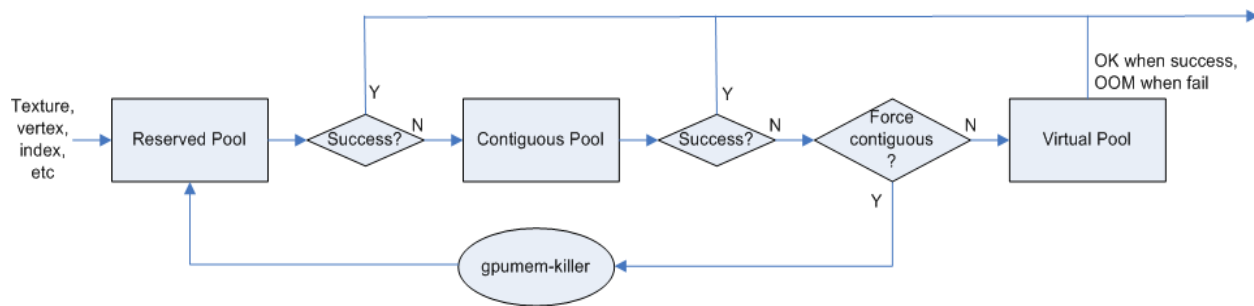 OK when success,
OOM when fail
Texture,
vertex,
index,
etc
Reserved Pool
Success?
Y
N
Contiguous Pool
Success?
Y
N
Force
contiguous
?
N
Y
Virtual Pool
gpumem-killer